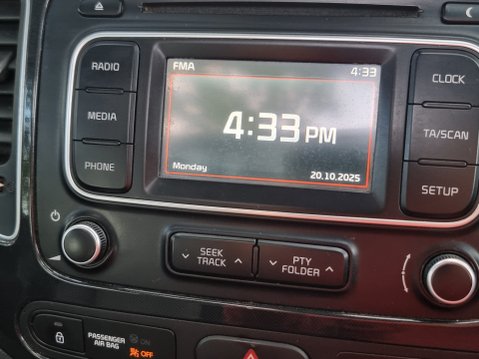 FMA 4:33
RADIO
CLOCK
MEDIA
4:33 PM
TA/SCAN
PHONE
Monday 20.10.2025
SETUP
SEEK
TRACK
PTY
FOLDER
PASSENGER
AIR BAG
ON
OFF